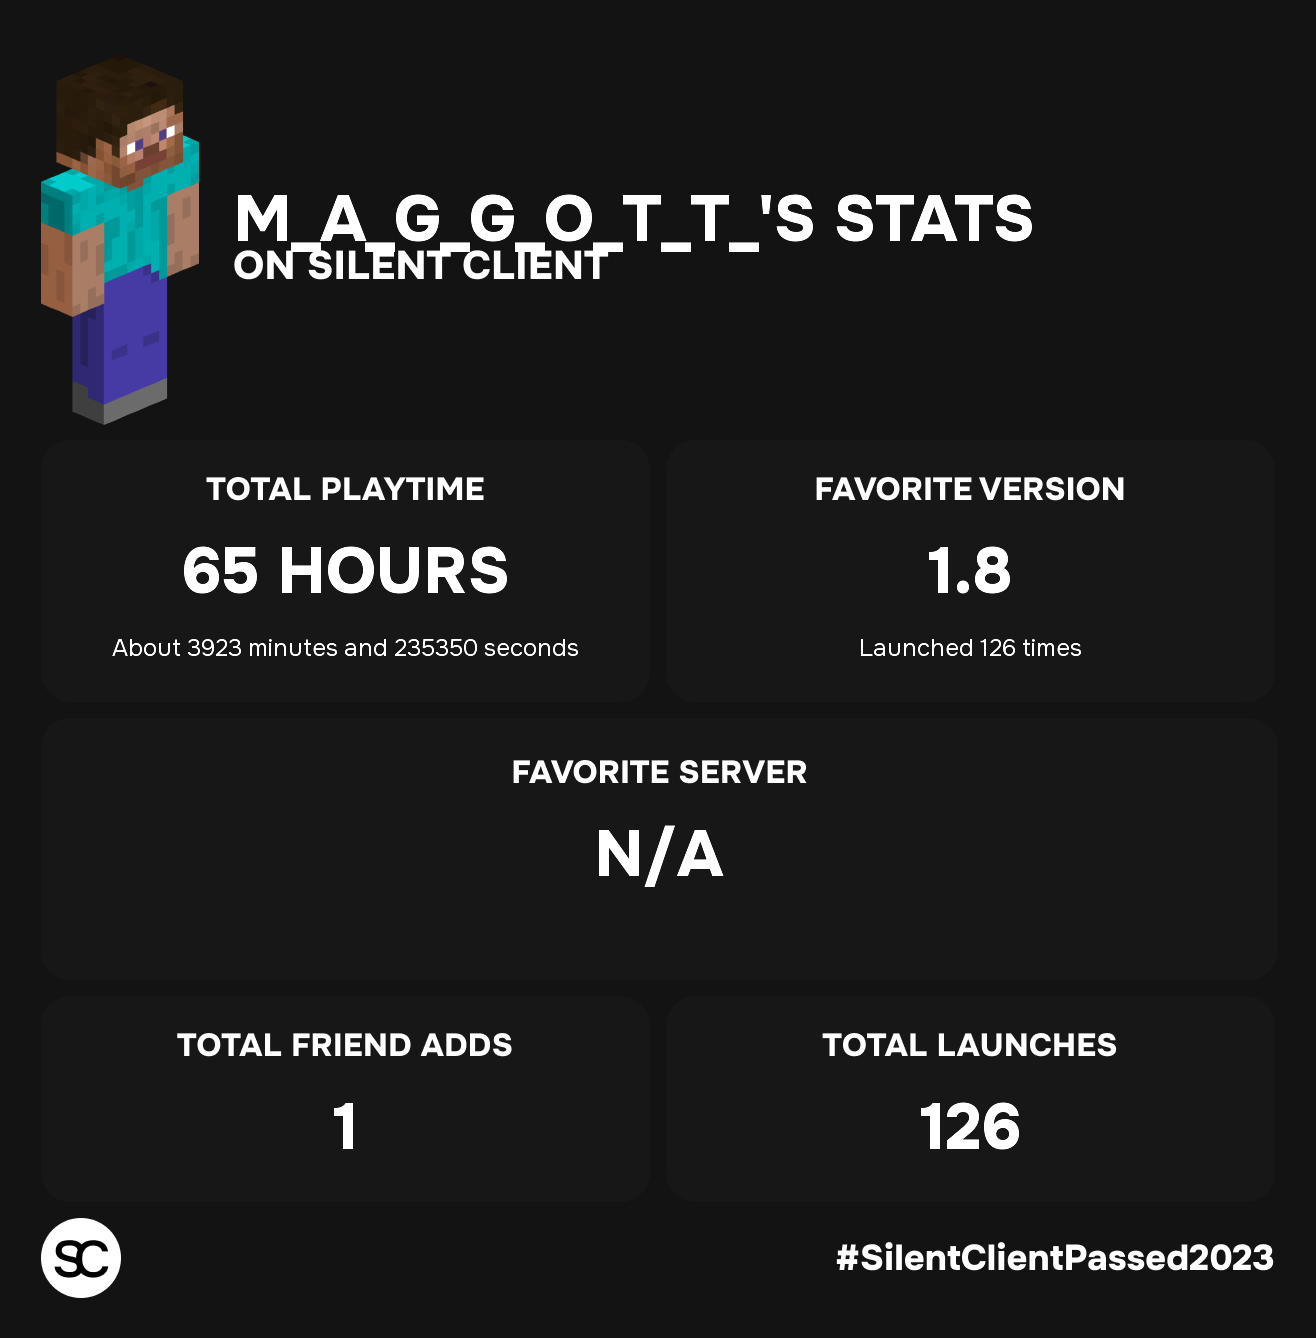 M_A_G_G_O_T_T_'S STATS
ON SILENT CLIENT
TOTAL PLAYTIME
65 HOURS
About 3923 minutes and 235350 seconds
FAVORITE VERSION
1.8
Launched 126 times
FAVORITE SERVER
N/A
TOTAL FRIEND ADDS
1
TOTAL LAUNCHES
126
SC
#SilentClientPassed2023